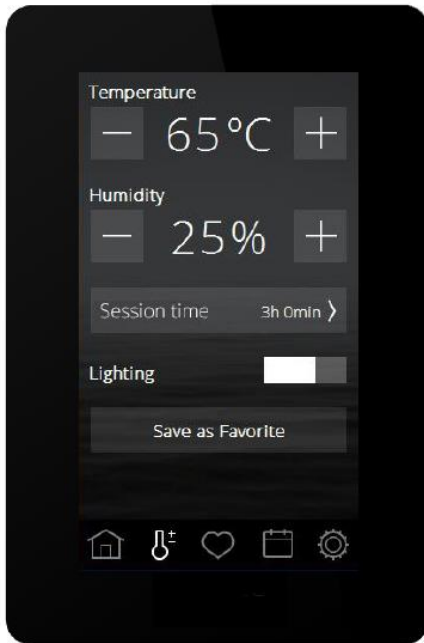 Temperature
− 65°C +
Humidity
− 25% +
Session time 3h 0min ⟩
Lighting
Save as Favorite